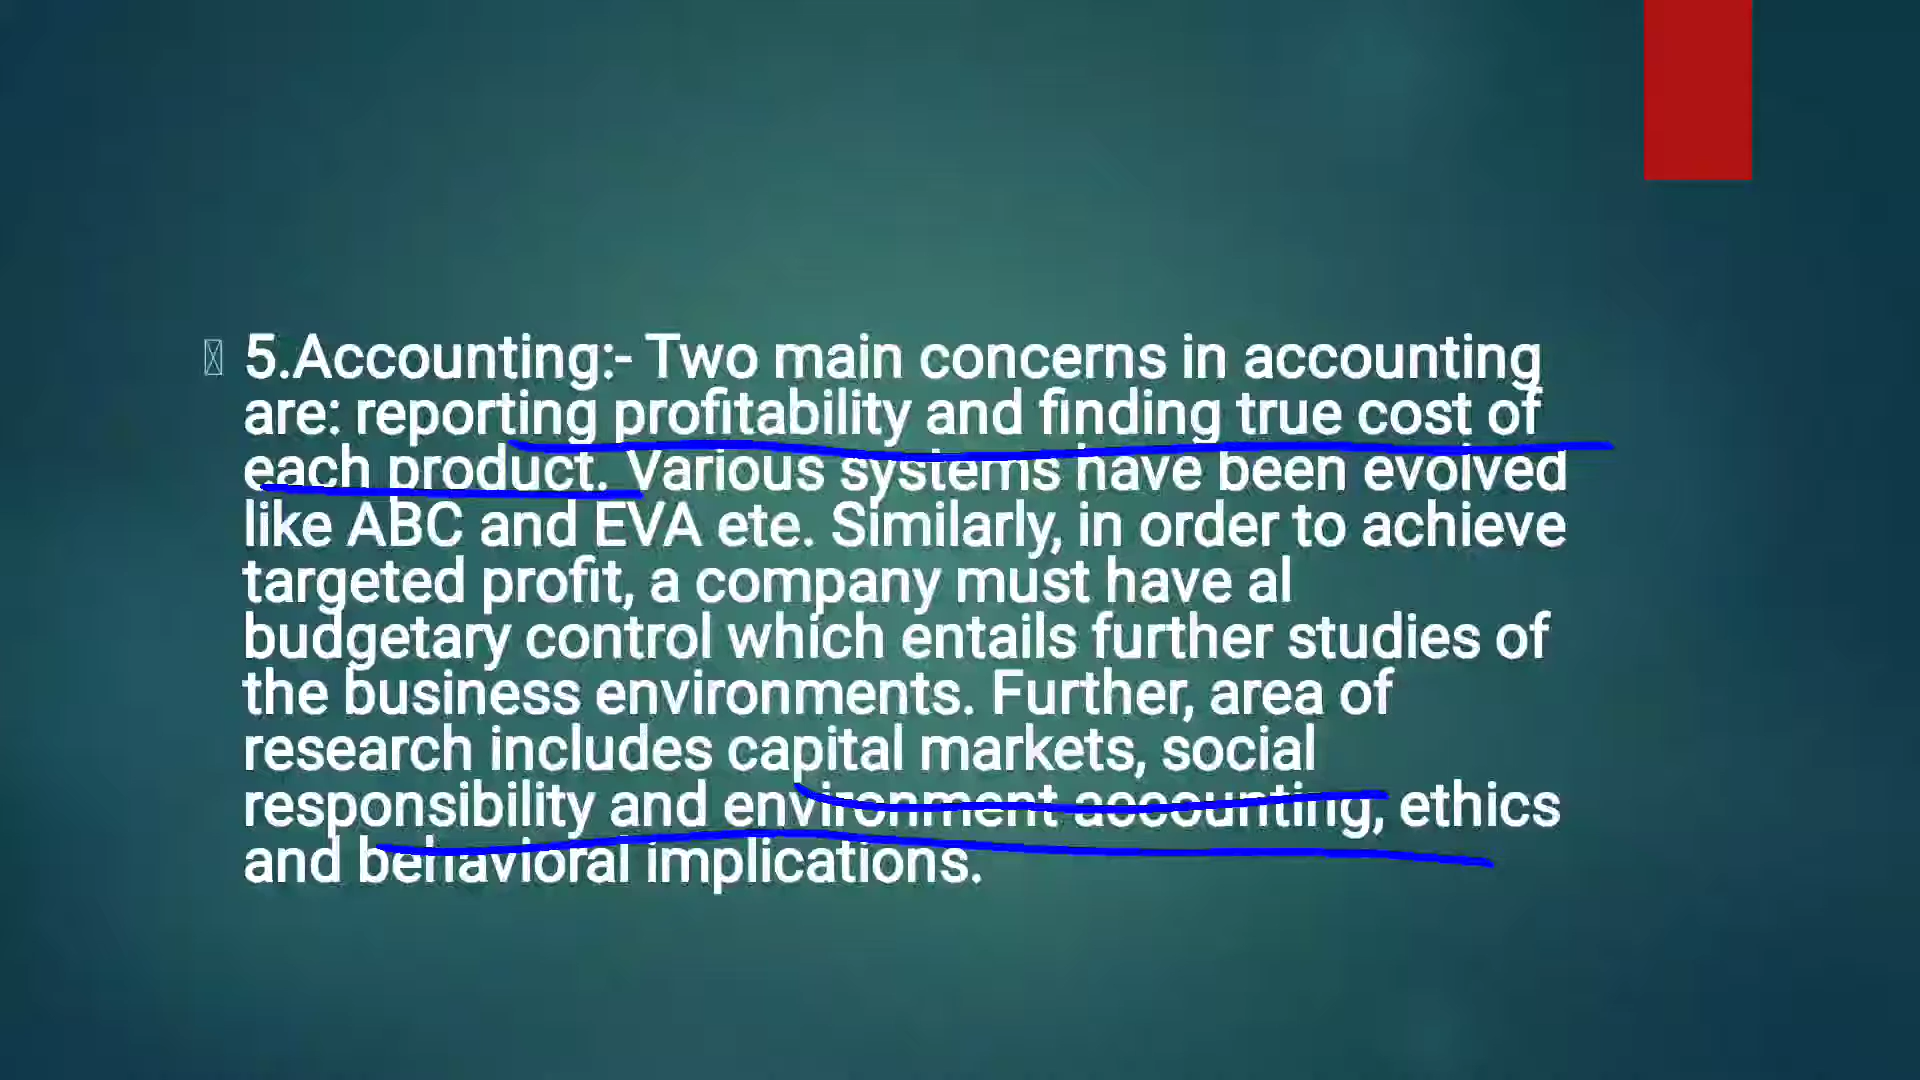 5.Accounting:- Two main concerns in accounting
are: reporting profitability and finding true cost of
each product. Various systems have been evolved
like ABC and EVA ete. Similarly, in order to achieve
targeted profit, a company must have al
budgetary control which entails further studies of
the business environments. Further, area of
research includes capital markets, social
responsibility and environment accounting, ethics
and behavioral implications.